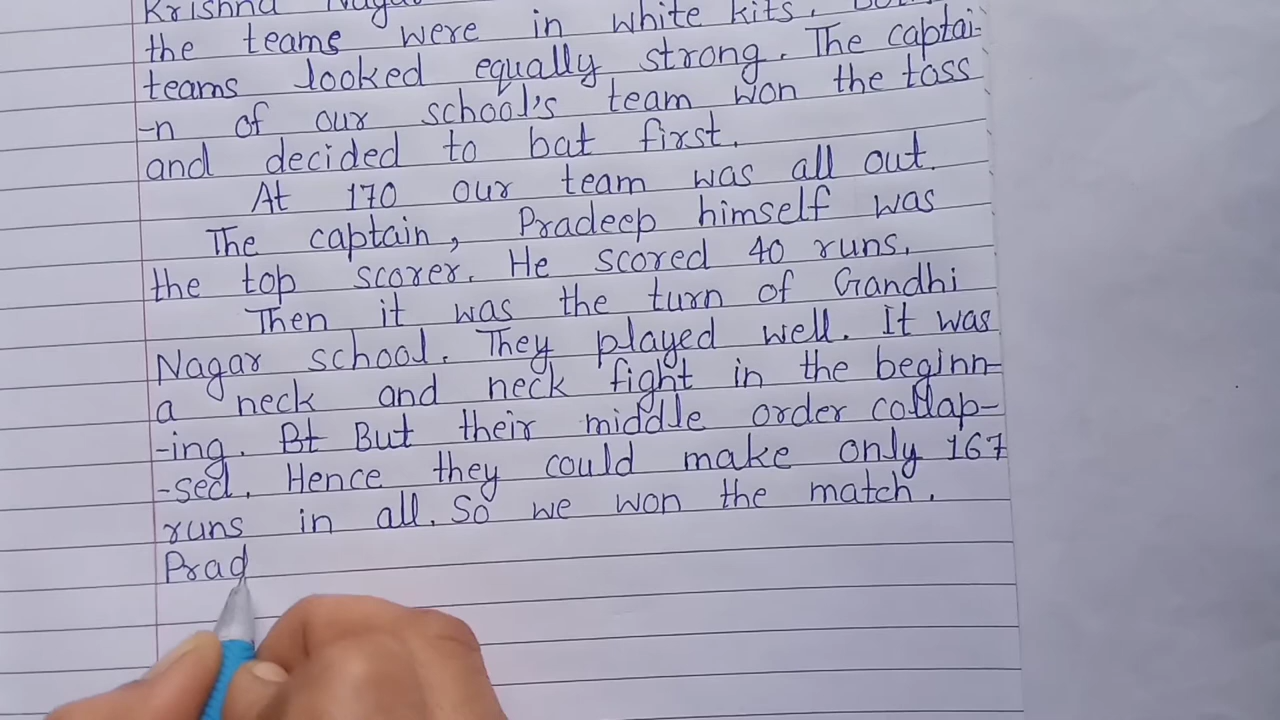 Krishna Nagar
the teams were in white kits.
teams looked equally strong. The captai-
-n of our school's team won the toss
and decided to bat first.
At 170 our team was all out.
The captain, Pradeep himself was
the top scorer. He scored 40 runs.
Then it was the turn of Gandhi
Nagar school. They played well. It was
a neck and neck fight in the beginn-
-ing. Bt But their middle order collap-
-sed. Hence they could make only 167
runs in all. So we won the match.
Prad